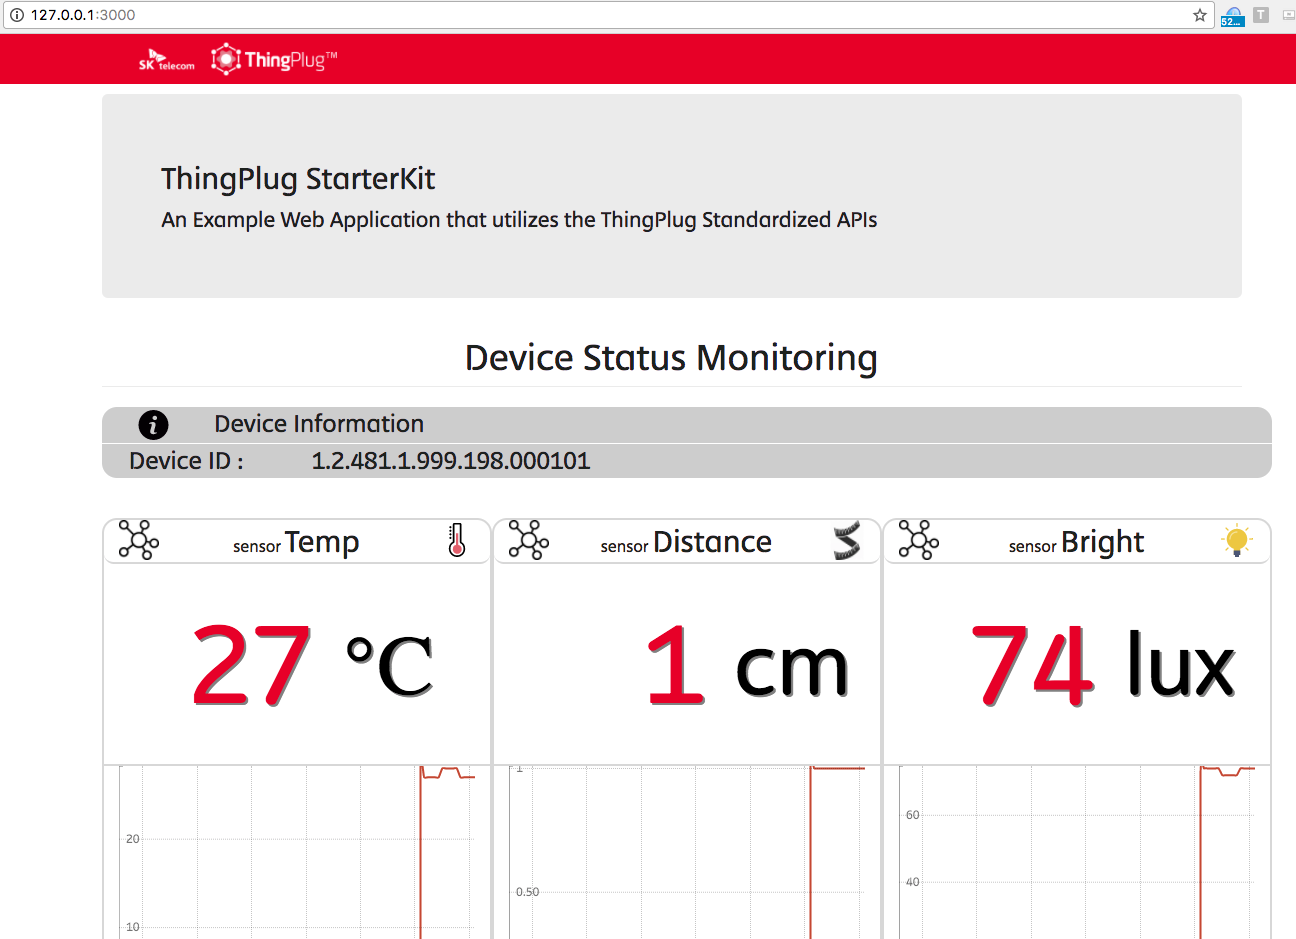 127.0.0.1:3000
52...
T
SK telecom ThingPlug™
ThingPlug StarterKit
An Example Web Application that utilizes the ThingPlug Standardized APIs
Device Status Monitoring
i Device Information
Device ID : 1.2.481.1.999.198.000101
sensor Temp
sensor Distance
sensor Bright
27 °C
1 cm
74 lux
20
10
1
0.50
60
40